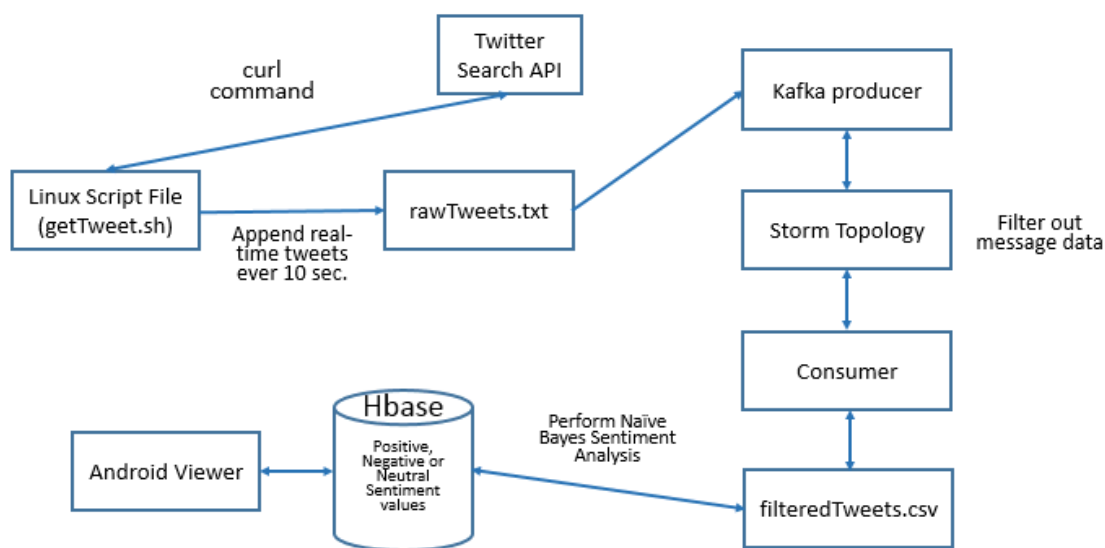 Twitter
Search API
curl
command
Kafka producer
Linux Script File
(getTweet.sh)
rawTweets.txt
Append real-
time tweets
ever 10 sec.
Storm Topology
Filter out
message data
Consumer
Hbase
Positive,
Negative or
Neutral
Sentiment
values
Perform Naïve
Bayes Sentiment
Analysis
Android Viewer
filteredTweets.csv